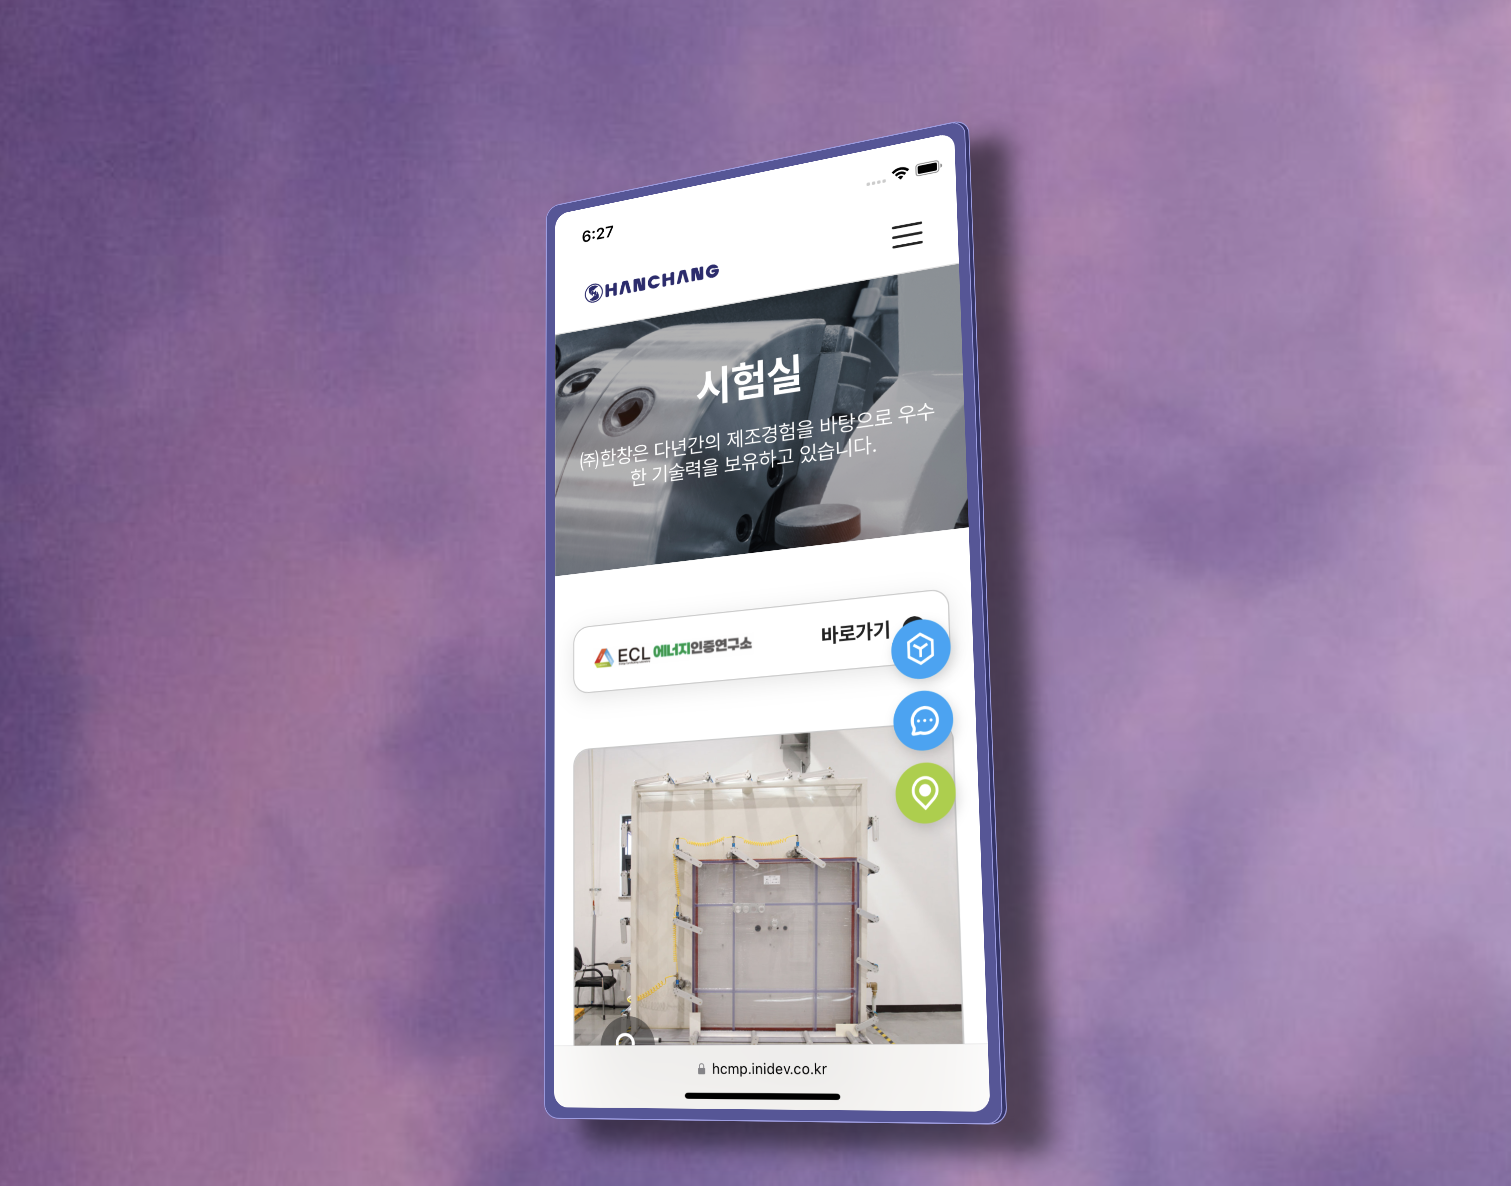 6:27
HANCHANG
시험실
㈜한창은 다년간의 제조경험을 바탕으로 우수
한 기술력을 보유하고 있습니다.
ECL 에너지인증연구소
바로가기
hcmp.inidev.co.kr